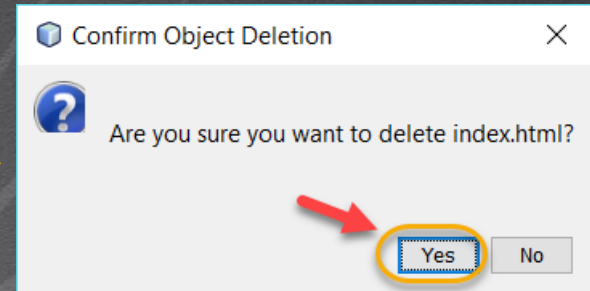 Confirm Object Deletion
Are you sure you want to delete index.html?
Yes No